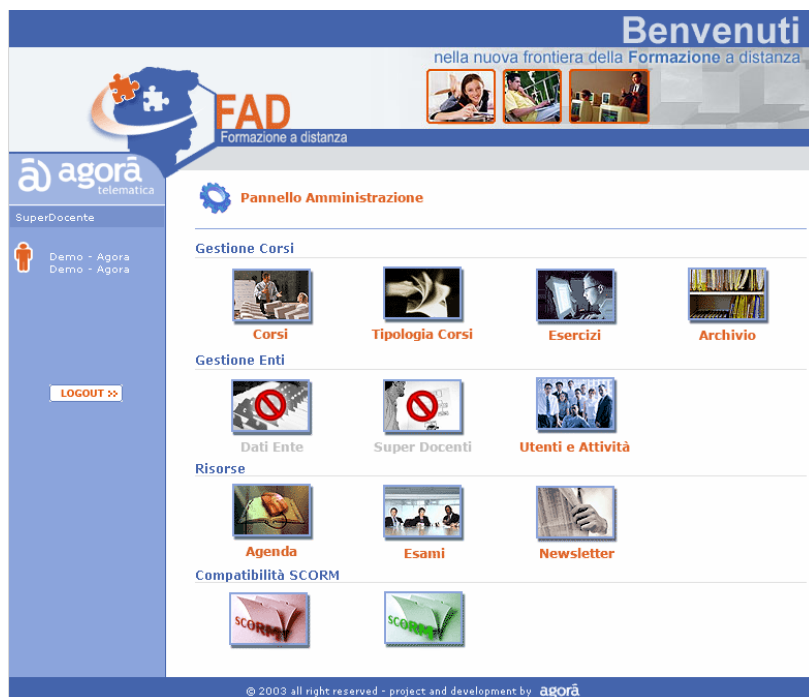 Benvenuti
nella nuova frontiera della Formazione a distanza
FAD
Formazione a distanza
agorā
telematica
SuperDocente
Demo - Agora
Demo - Agora
LOGOUT >>
Pannello Amministrazione
Gestione Corsi
Corsi Tipologia Corsi Esercizi Archivio
Gestione Enti
Dati Ente Super Docenti Utenti e Attività
Risorse
Agenda Esami Newsletter
Compatibilità SCORM
SCORM SCORM
© 2003 all right reserved - project and development by agorā